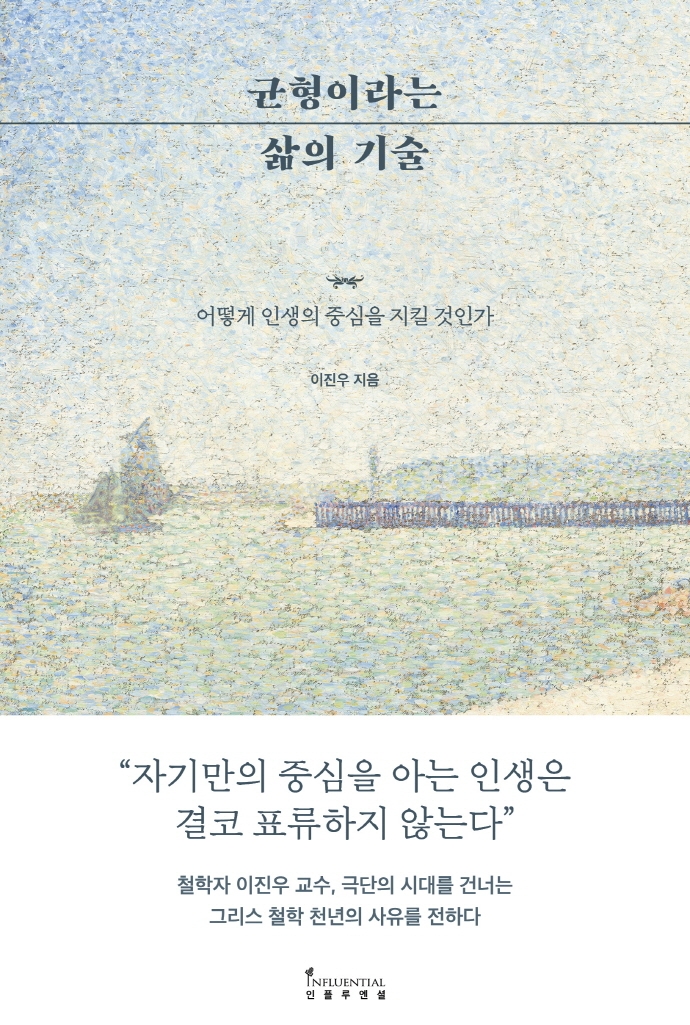 균형이라는
삶의 기술
어떻게 인생의 중심을 지킬 것인가
이진우 지음
“자기만의 중심을 아는 인생은
결코 표류하지 않는다”
철학자 이진우 교수, 극단의 시대를 건너는
그리스 철학 천년의 사유를 전하다
INFLUENTIAL
인플루엔셜